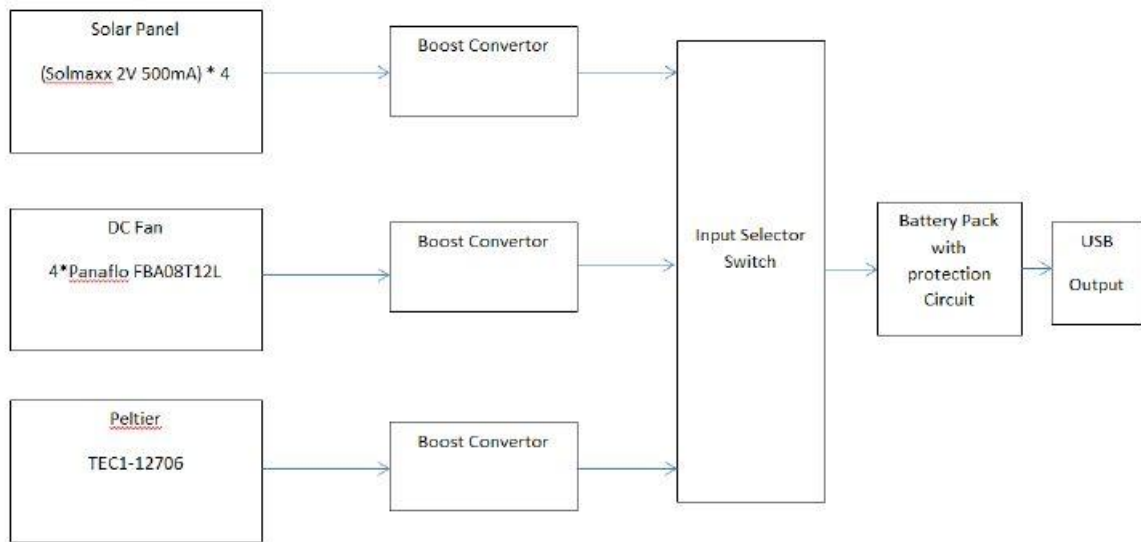 Solar Panel
(Solmaxx 2V 500mA) * 4
Boost Convertor
DC Fan
4*Panaflo FBA08T12L
Boost Convertor
Peltier
TEC1-12706
Boost Convertor
Input Selector
Switch
Battery Pack
with
protection
Circuit
USB
Output